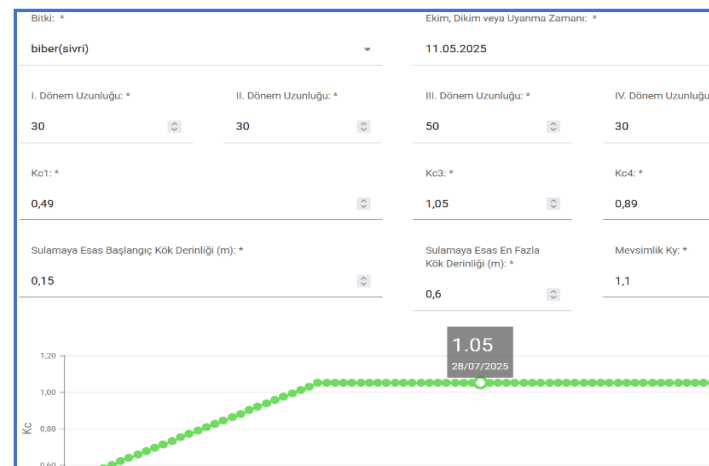 Bitki: *
Ekim, Dikim veya Uyanma Zamanı: *
biber(sivri)
11.05.2025
I. Dönem Uzunluğu: *
II. Dönem Uzunluğu: *
III. Dönem Uzunluğu: *
IV. Dönem Uzunluğu
30
30
50
30
Kc1: *
Kc3: *
Kc4: *
0,49
1,05
0,89
Sulamaya Esas Başlangıç Kök Derinliği (m): *
Sulamaya Esas En Fazla
Kök Derinliği (m): *
Mevsimlik Ky: *
0,15
0,6
1,1
1.05
28/07/2025
1,20
1,00
0,80
0,60
Kc